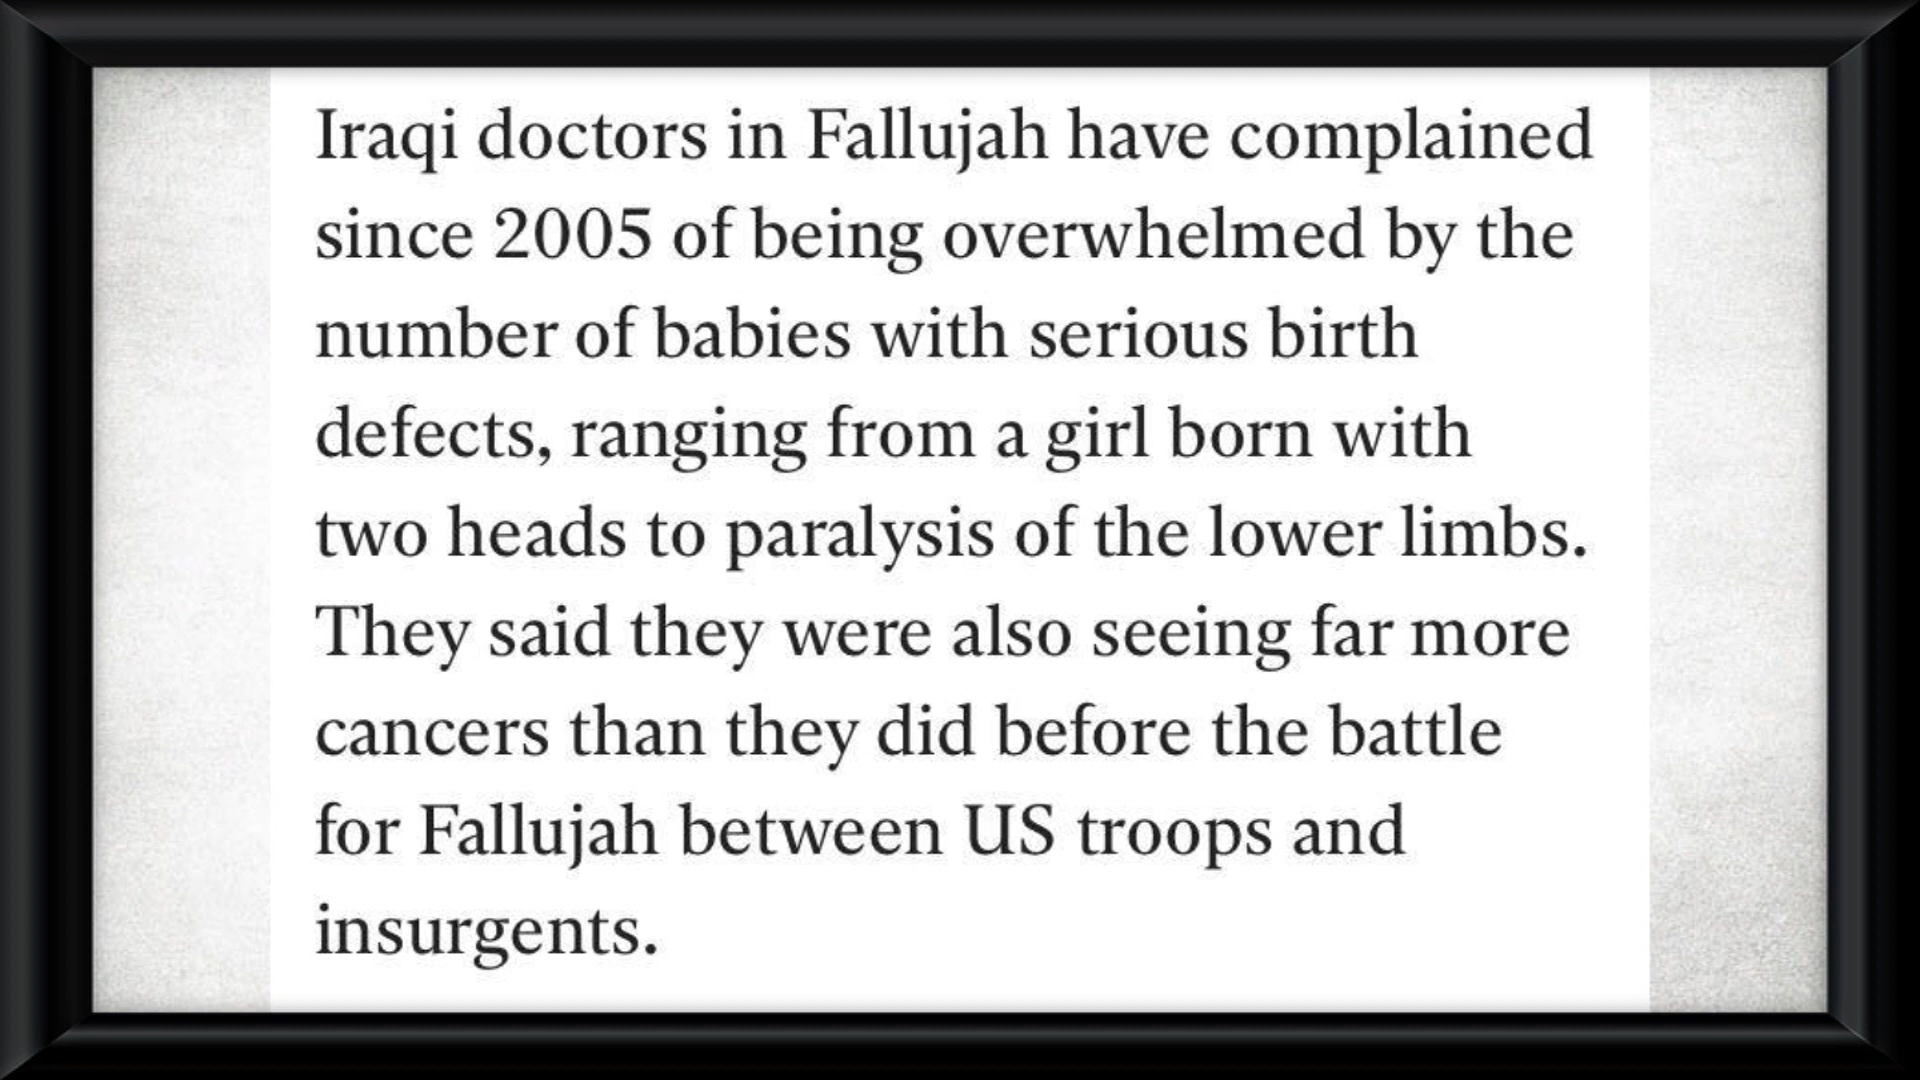 Iraqi doctors in Fallujah have complained
since 2005 of being overwhelmed by the
number of babies with serious birth
defects, ranging from a girl born with
two heads to paralysis of the lower limbs.
They said they were also seeing far more
cancers than they did before the battle
for Fallujah between US troops and
insurgents.